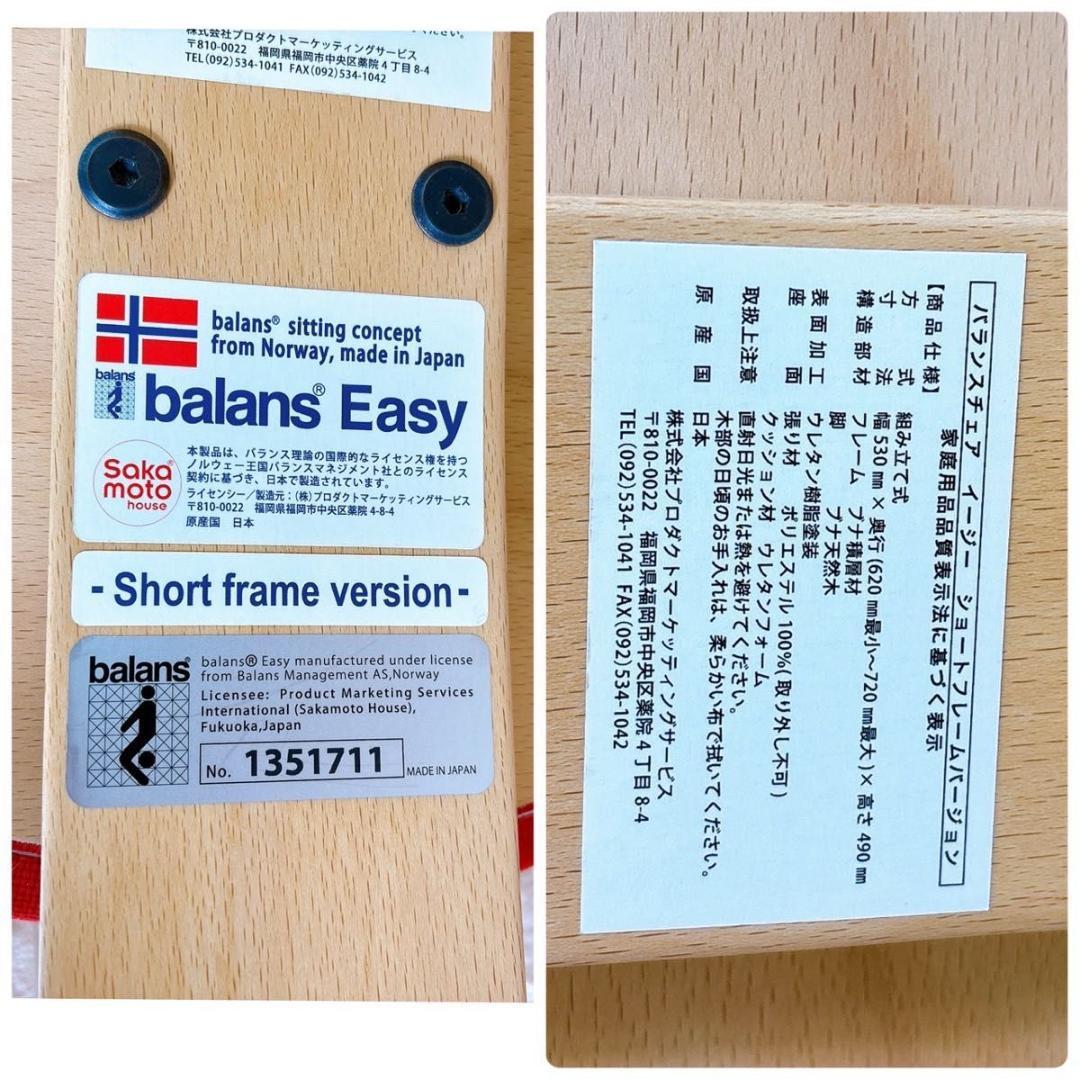 株式会社プロダクトマーケッティングサービス
〒810-0022 福岡県福岡市中央区薬院4丁目8-4
TEL(092)534-1041 FAX(092)534-1042
balans® sitting concept
from Norway, made in Japan
balans
balans® Easy
Saka
moto
house
本製品は、バランス理論の国際的なライセンス権を持つ
ノルウェー王国バランスマネジメント社とのライセンス
契約に基づき、日本で製造されています。
ライセンシー/製造元:(株)プロダクトマーケッティングサービス
〒810-0022 福岡県福岡市中央区薬院 4-8-4
原産国 日本
- Short frame version -
balans®
balans® Easy manufactured under license
from Balans Management AS,Norway
Licensee: Product Marketing Services
International (Sakamoto House),
Fukuoka,Japan
No. 1351711
MADE IN JAPAN
バランスチェア イージー ショートフレームバージョン
家庭用品品質表示法に基づく表示
【商品仕様】
方式 組み立て式
寸法 幅530㎜×奥行(620㎜最小～720㎜最大)×高さ490㎜
構造部材 フレーム ブナ積層材
脚 ブナ天然木
表面加工 ウレタン樹脂塗装
座面 張り材 ポリエステル100%(取り外し不可)
クッション材 ウレタンフォーム
取扱上注意 直射日光または熱を避けてください。
木部の日頃のお手入れは、柔らかい布で拭いてください。
原産国 日本
株式会社プロダクトマーケッティングサービス
〒810-0022 福岡県福岡市中央区薬院4丁目8-4
TEL(092)534-1041 FAX(092)534-1042